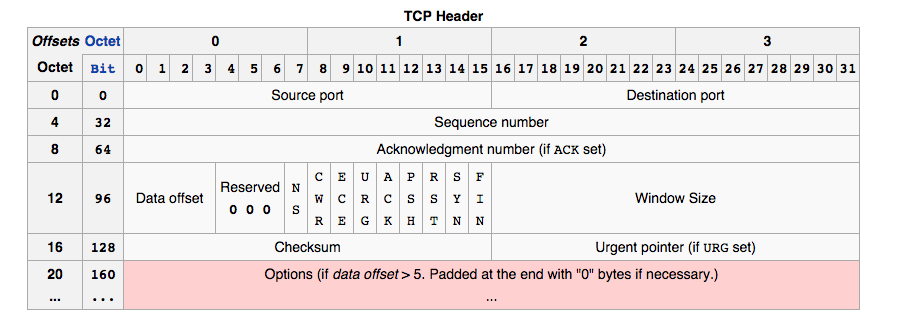 TCP Header
Offsets Octet 0 1 2 3
Octet Bit 0 1 2 3 4 5 6 7 8 9 10 11 12 13 14 15 16 17 18 19 20 21 22 23 24 25 26 27 28 29 30 31
0 0 Source port Destination port
4 32 Sequence number
8 64 Acknowledgment number (if ACK set)
12 96 Data offset Reserved 0 0 0 NS CWR ECE URG ACK PSH RST SYN FIN Window Size
16 128 Checksum Urgent pointer (if URG set)
20 160 Options (if data offset > 5. Padded at the end with "0" bytes if necessary.)
... ... ...